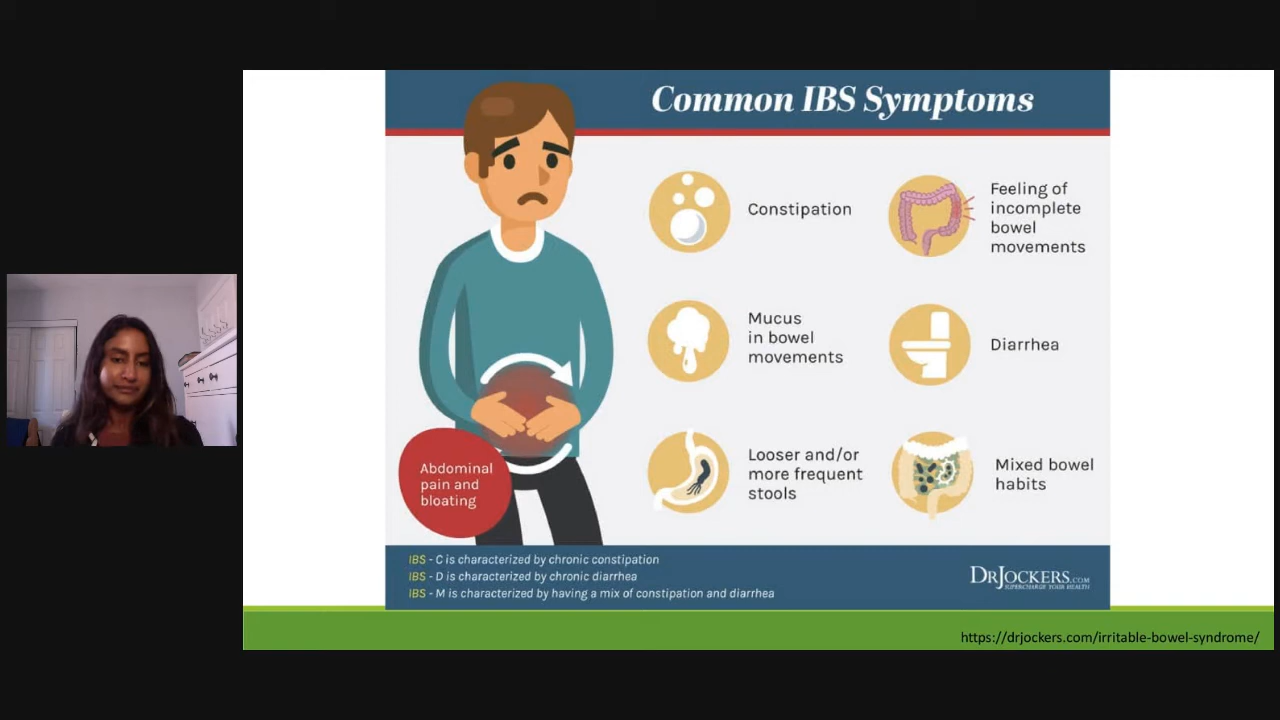 Common IBS Symptoms
Constipation
Feeling of
incomplete
bowel
movements
Mucus
in bowel
movements
Diarrhea
Looser and/or
more frequent
stools
Mixed bowel
habits
Abdominal
pain and
bloating
IBS - C is characterized by chronic constipation
IBS - D is characterized by chronic diarrhea
IBS - M is characterized by having a mix of constipation and diarrhea
DRJOCKERS.COM
SUPERCHARGE YOUR HEALTH
https://drjockers.com/irritable-bowel-syndrome/